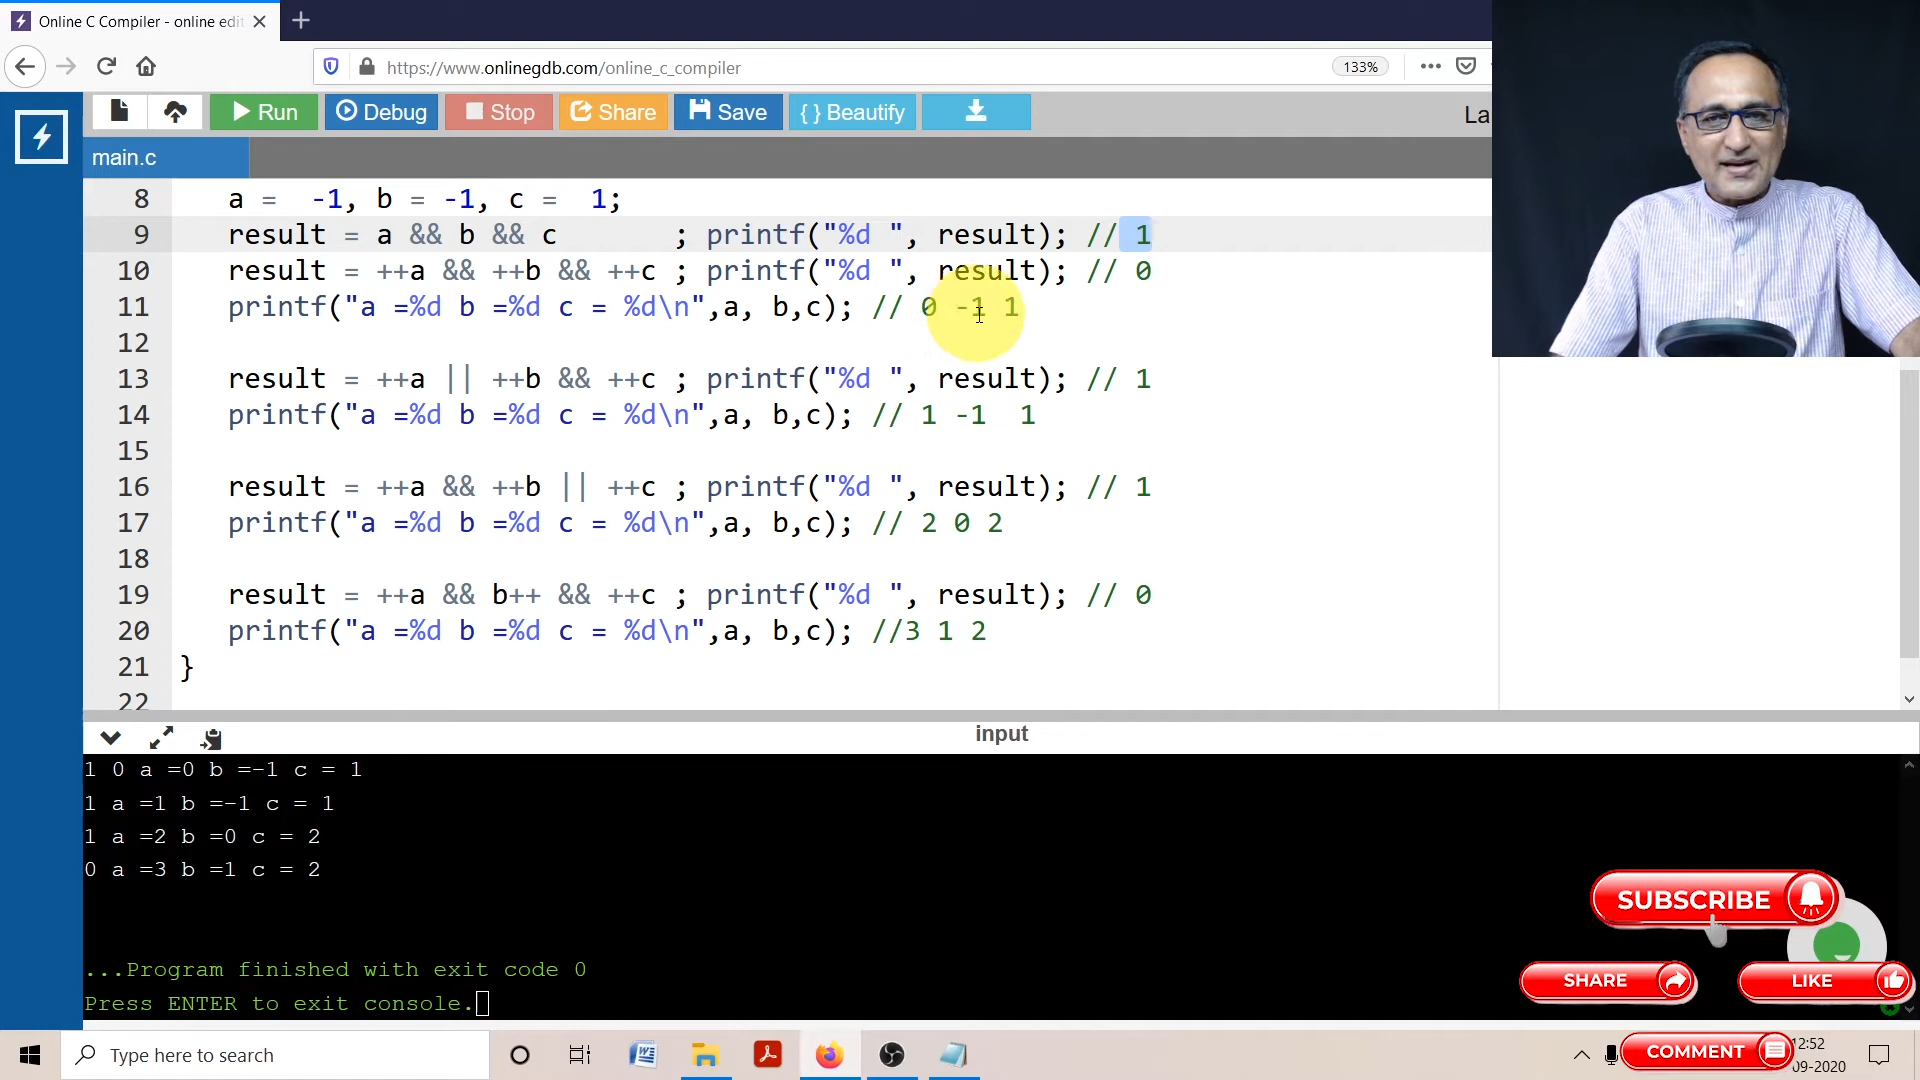 Online C Compiler - online edit
https://www.onlinegdb.com/online_c_compiler
133%
Run
Debug
Stop
Share
Save
{ } Beautify
La
main.c
8 a =  -1, b = -1, c =  1;
9 result = a && b && c       ; printf("%d ", result); // 1
10 result = ++a && ++b && ++c ; printf("%d ", result); // 0
11 printf("a =%d b =%d c = %d\n",a, b,c); // 0 -1 1
12
13 result = ++a || ++b && ++c ; printf("%d ", result); // 1
14 printf("a =%d b =%d c = %d\n",a, b,c); // 1 -1  1
15
16 result = ++a && ++b || ++c ; printf("%d ", result); // 1
17 printf("a =%d b =%d c = %d\n",a, b,c); // 2 0 2
18
19 result = ++a && b++ && ++c ; printf("%d ", result); // 0
20 printf("a =%d b =%d c = %d\n",a, b,c); //3 1 2
21 }
22
input
1 0 a =0 b =-1 c = 1
1 a =1 b =-1 c = 1
1 a =2 b =0 c = 2
0 a =3 b =1 c = 2
...Program finished with exit code 0
Press ENTER to exit console.
SUBSCRIBE
SHARE
LIKE
Type here to search
COMMENT
12:52
09-2020